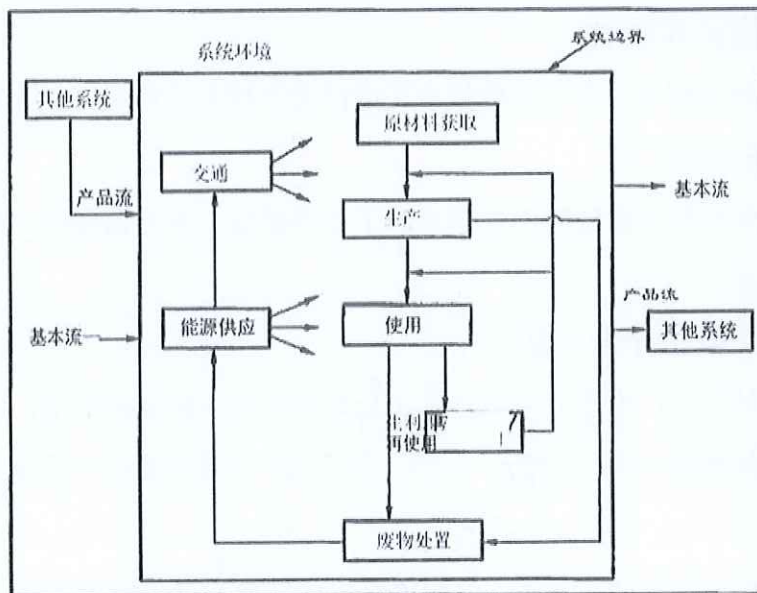 系统环境
系统边界
其他系统
原材料获取
交通
产品流
基本流
生产
产品流
能源供应
使用
基本流
其他系统
再使用
废物处置